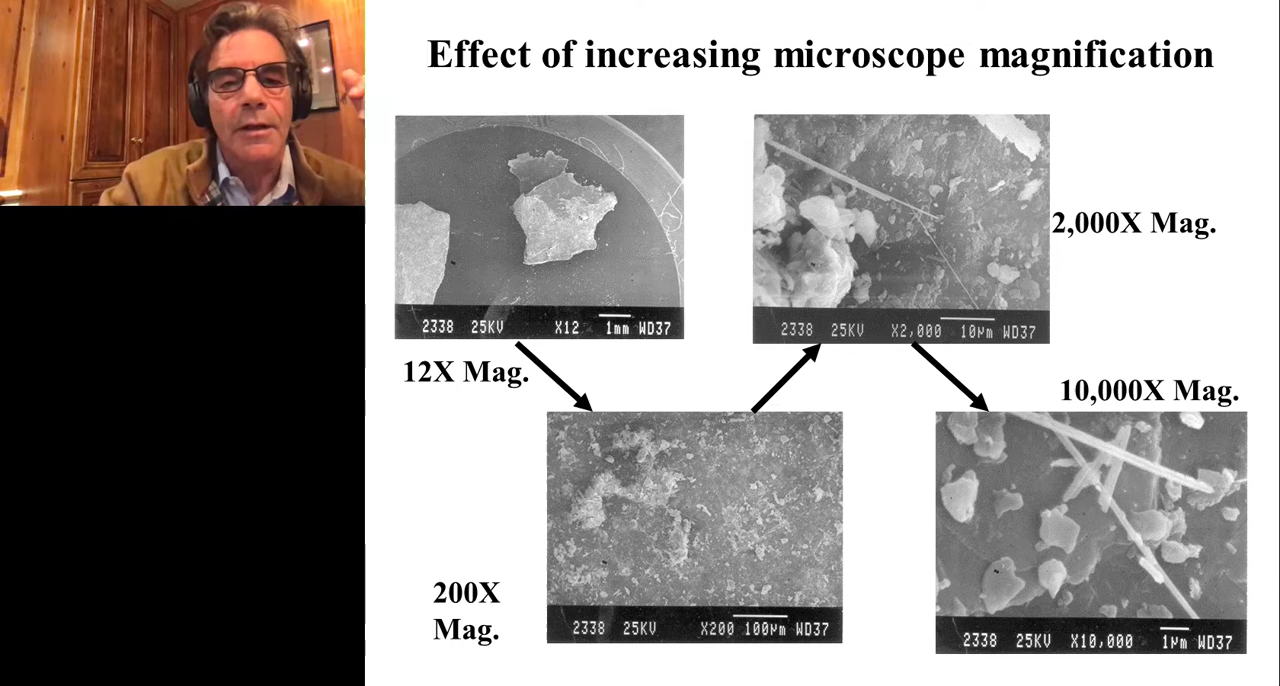 Effect of increasing microscope magnification
2338 25KV X12 1mm WD37
12X Mag.
2338 25KV X2,000 10µm WD37
2,000X Mag.
200X
Mag.
2338 25KV X200 100µm WD37
10,000X Mag.
2338 25KV X10,000 1µm WD37